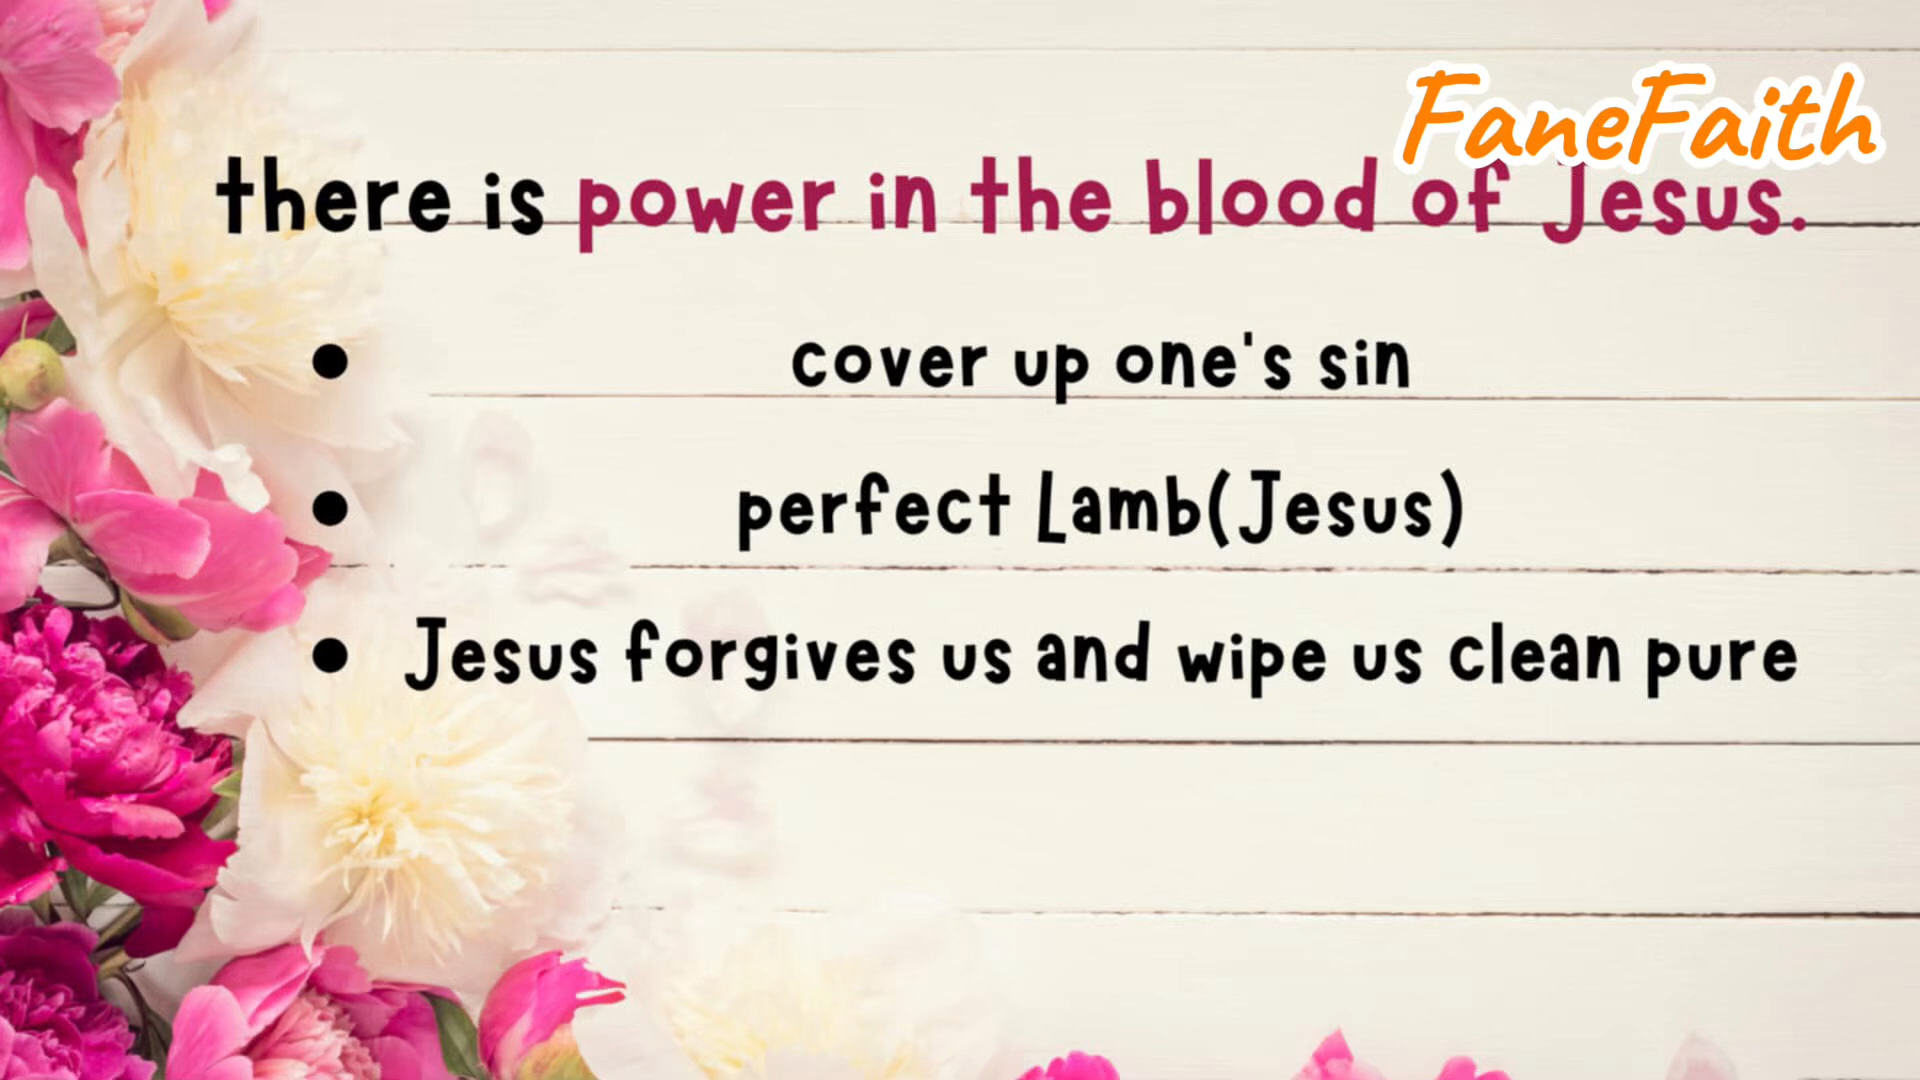 FaneFaith
there is power in the blood of Jesus.
• cover up one's sin
• perfect Lamb(Jesus)
• Jesus forgives us and wipe us clean pure